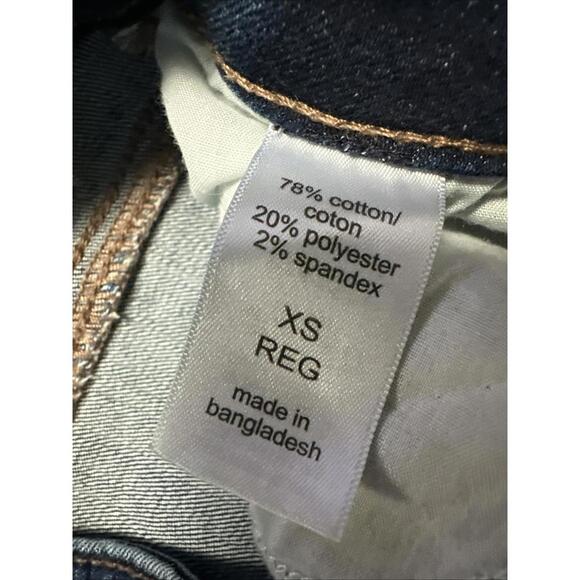 78% cotton/
coton
20% polyester
2% spandex
XS
REG
made in
bangladesh